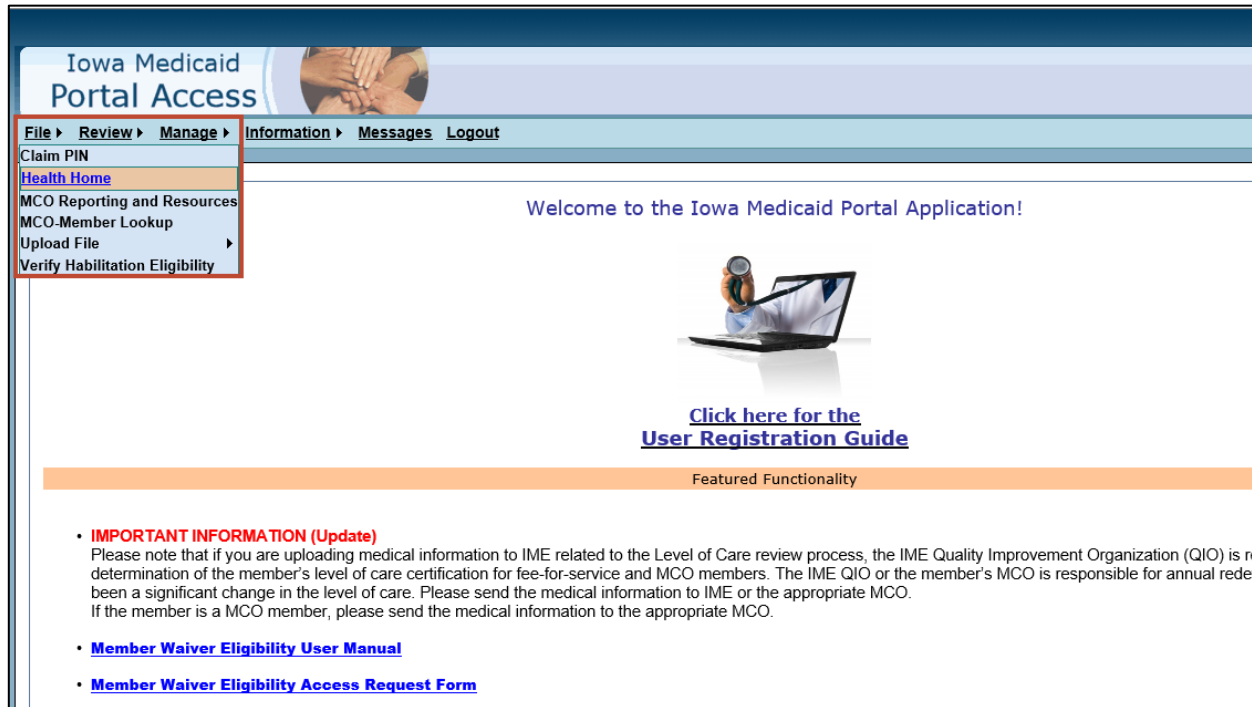 Iowa Medicaid
Portal Access
File Review Manage Information Messages Logout
Claim PIN
Health Home
MCO Reporting and Resources
MCO-Member Lookup
Upload File
Verify Habilitation Eligibility
Welcome to the Iowa Medicaid Portal Application!
Click here for the
User Registration Guide
Featured Functionality
• IMPORTANT INFORMATION (Update)
Please note that if you are uploading medical information to IME related to the Level of Care review process, the IME Quality Improvement Organization (QIO) is
determination of the member's level of care certification for fee-for-service and MCO members. The IME QIO or the member's MCO is responsible for annual
been a significant change in the level of care. Please send the medical information to IME or the appropriate MCO.
If the member is a MCO member, please send the medical information to the appropriate MCO.
• Member Waiver Eligibility User Manual
• Member Waiver Eligibility Access Request Form